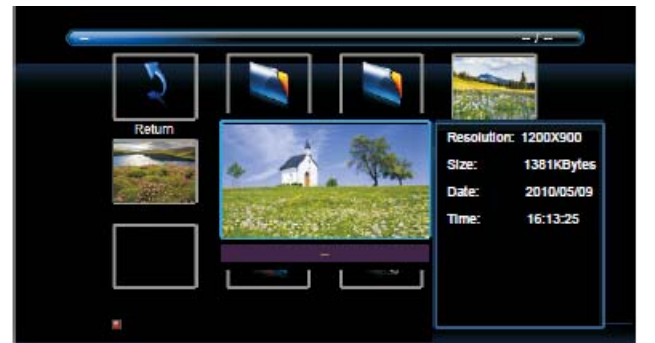 -- 
-- / --
Return
Resolution: 1200X900
Size: 1381KBytes
Date: 2010/05/09
Time: 16:13:25
--